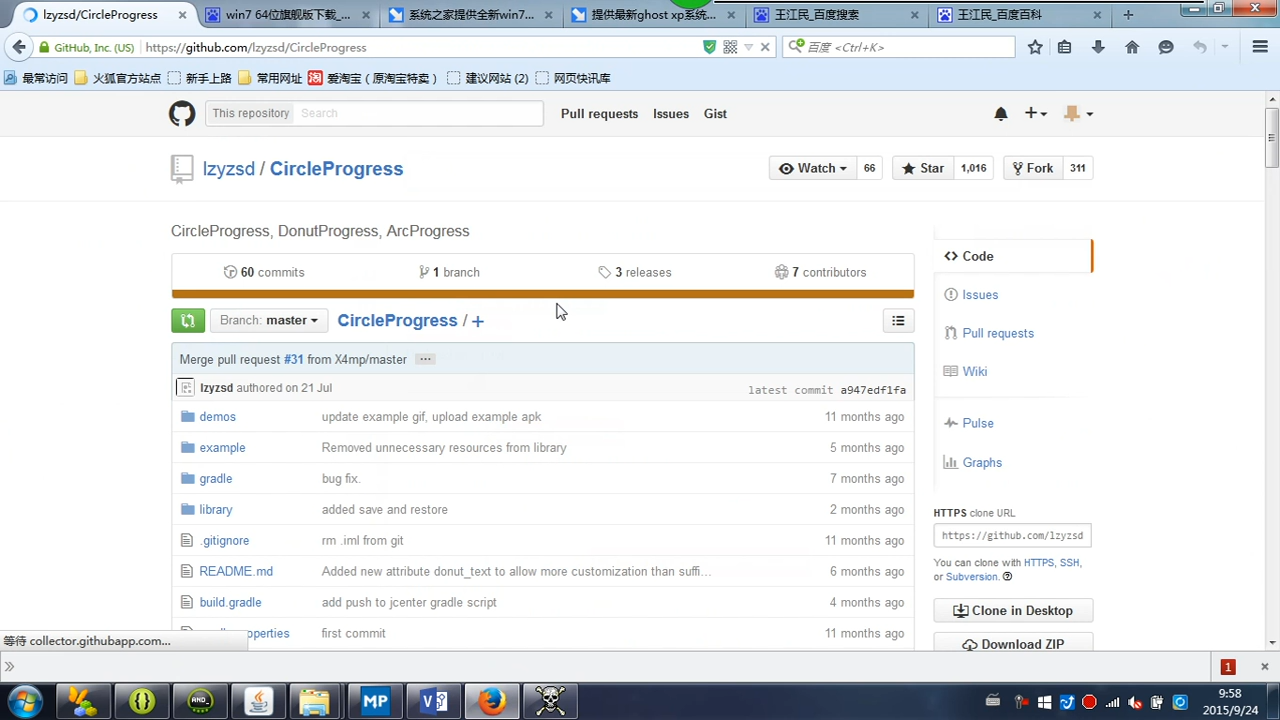 lzyzsd/CircleProgress
win7 64位旗舰版下载_...
系统之家提供全新win7...
提供最新ghost xp系统...
王江民_百度搜索
王江民_百度百科
GitHub, Inc. (US)
https://github.com/lzyzsd/CircleProgress
百度 <Ctrl+K>
最常访问
火狐官方站点
新手上路
常用网址
爱淘宝（原淘宝特卖）
建议网站 (2)
网页快讯库
This repository
Search
Pull requests
Issues
Gist
lzyzsd / CircleProgress
Watch
66
Star
1,016
Fork
311
CircleProgress, DonutProgress, ArcProgress
60 commits
1 branch
3 releases
7 contributors
Branch: master
CircleProgress / +
Merge pull request #31 from X4mp/master ...
lzyzsd authored on 21 Jul
latest commit a947edf1fa
demos
update example gif, upload example apk
11 months ago
example
Removed unnecessary resources from library
5 months ago
gradle
bug fix.
7 months ago
library
added save and restore
2 months ago
.gitignore
rm .iml from git
11 months ago
README.md
Added new attribute donut_text to allow more customization than suffi...
6 months ago
build.gradle
add push to jcenter gradle script
4 months ago
first commit
11 months ago
Code
Issues
Pull requests
Wiki
Pulse
Graphs
HTTPS clone URL
https://github.com/lzyzsd
You can clone with HTTPS, SSH,
or Subversion.
Clone in Desktop
Download ZIP
等待 collector.githubapp.com...
1
MP
9:58
2015/9/24